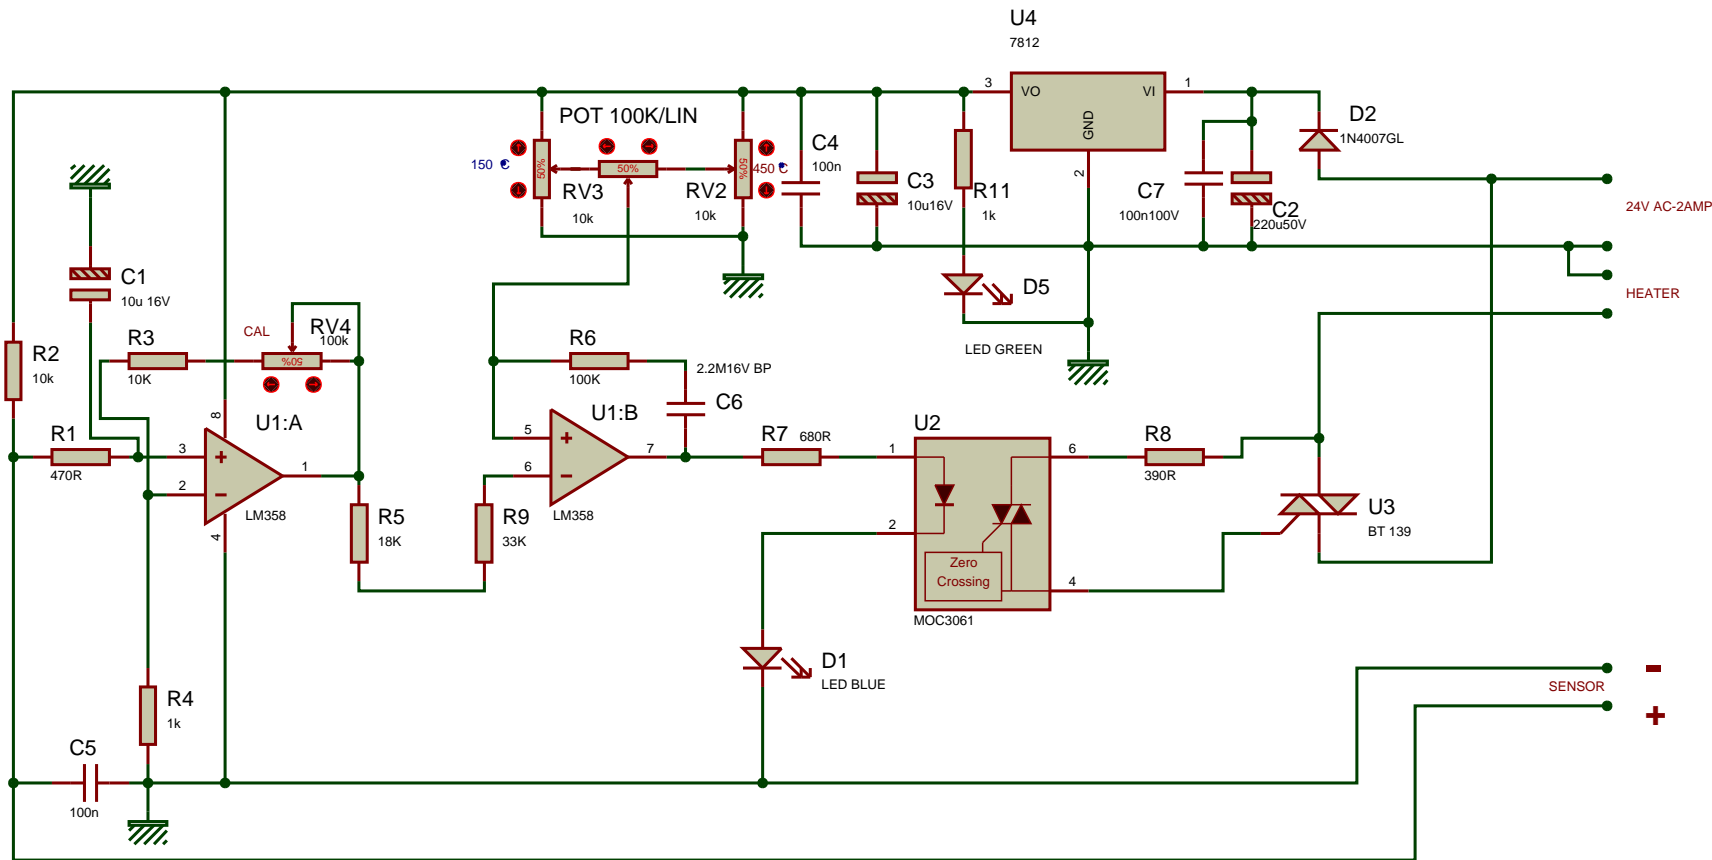 U4
7812
3
VO
VI
1
GND
2
D2
1N4007GL
POT 100K/LIN
150 °C
50%
50%
50%
450 °C
RV3
10k
RV2
10k
C4
100n
C3
10u16V
R11
1k
C7
100n100V
C2
220u50V
24V AC-2AMP
HEATER
D5
LED GREEN
C1
10u 16V
R2
10k
R3
10K
CAL
RV4
100k
50%
R6
100K
2.2M16V BP
C6
R1
470R
U1:A
8
3
2
1
4
LM358
U1:B
5
6
7
LM358
R7
680R
U2
1
2
6
4
Zero
Crossing
MOC3061
R8
390R
U3
BT 139
R5
18K
R9
33K
D1
LED BLUE
R4
1k
C5
100n
SENSOR
-
+